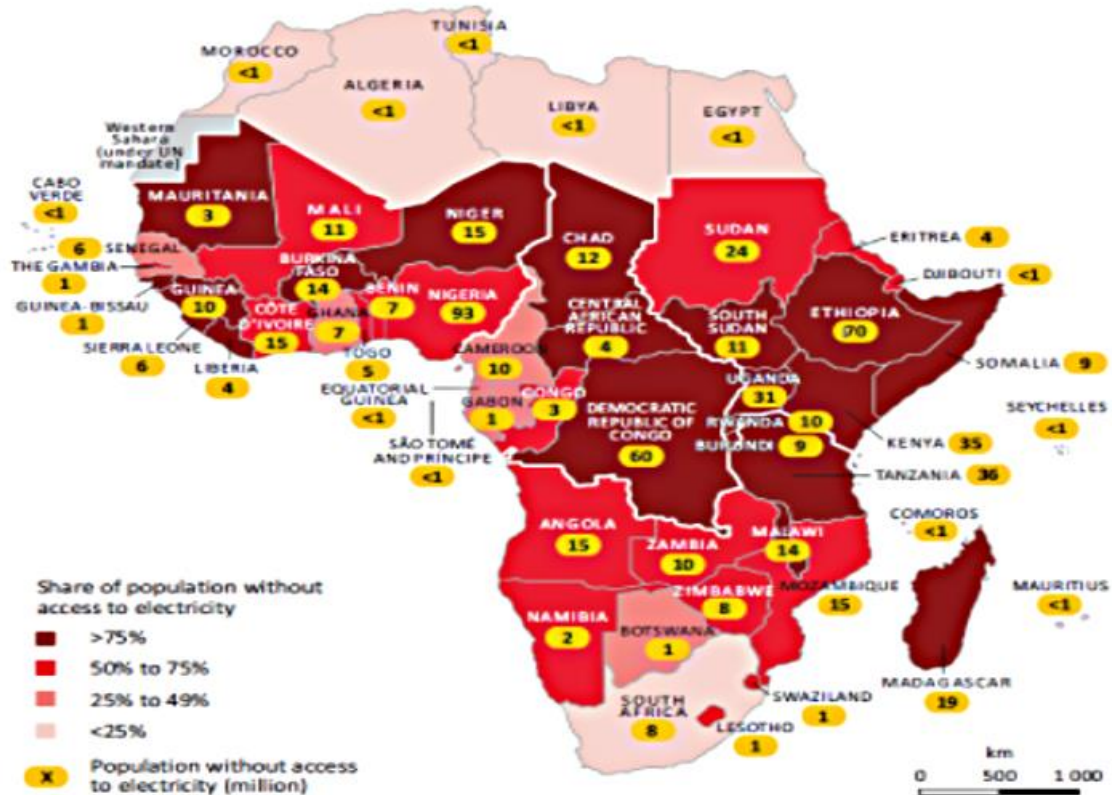 TUNISIA
<1
MOROCCO
<1
ALGERIA
<1
LIBYA
<1
EGYPT
<1
Western
Sahara
(under UN
mandate)
CABO
VERDE
<1
MAURITANIA
3
MALI
11
NIGER
15
CHAD
12
SUDAN
24
ERITREA 4
6 SENEGAL
THE GAMBIA
1
BURKINA
FASO
14
DJIBOUTI <1
GUINEA-BISSAU
1
GUINEA
10
CÔTE
D'IVOIRE
15
GHANA
7
BENIN
7
NIGERIA
93
CENTRAL
AFRICAN
REPUBLIC
4
SOUTH
SUDAN
11
ETHIOPIA
70
SIERRA LEONE
6
LIBERIA
4
TOGO
5
CAMEROON
10
SOMALIA 9
EQUATORIAL
GUINEA
<1
GABON
1
CONGO
3
DEMOCRATIC
REPUBLIC OF
CONGO
60
UGANDA
31
RWANDA 10
BURUNDI
9
SEYCHELLES
<1
KENYA 35
SÃO TOMÉ
AND PRÍNCIPE
<1
TANZANIA 36
COMOROS
<1
ANGOLA
15
ZAMBIA
10
MALAWI
14
MOZAMBIQUE
15
MAURITIUS
<1
NAMIBIA
2
ZIMBABWE
8
BOTSWANA
1
MADAGASCAR
19
SOUTH
AFRICA
8
SWAZILAND
1
LESOTHO
1
Share of population without
access to electricity
>75%
50% to 75%
25% to 49%
<25%
X Population without access
to electricity (million)
km
0 500 1 000